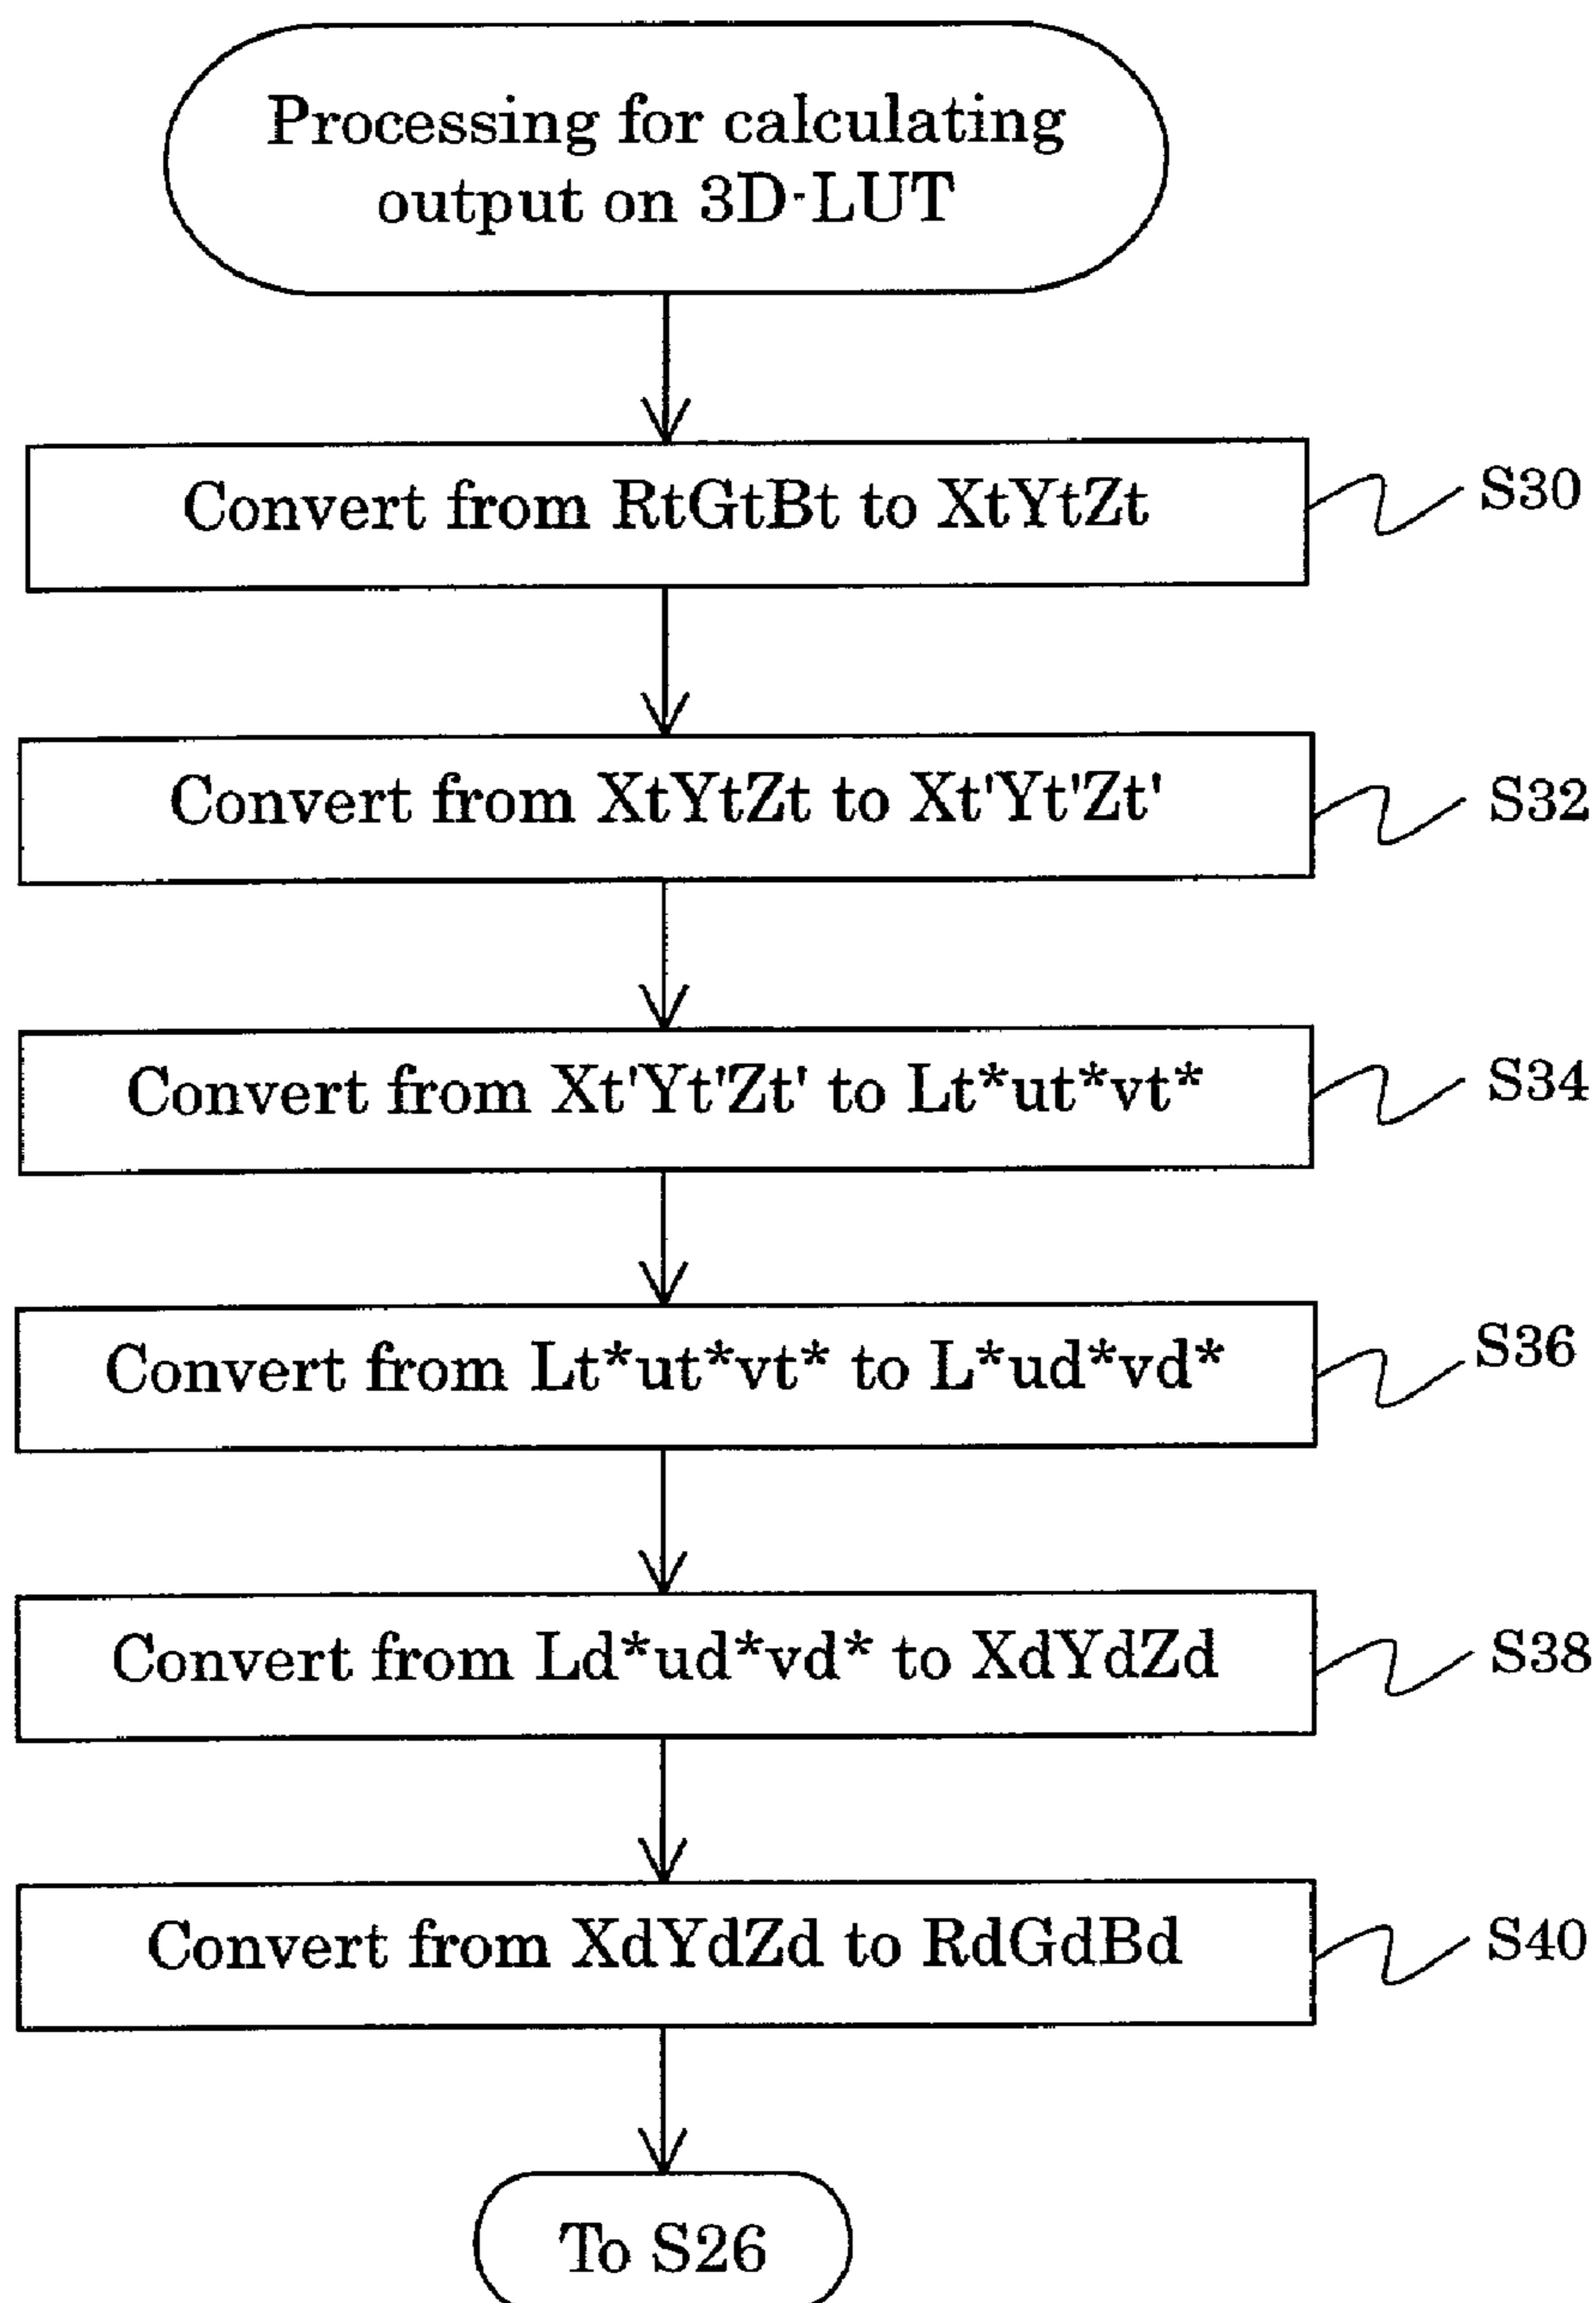 Processing for calculating
output on 3D-LUT
Convert from RtGtBt to XtYtZt
S30
Convert from XtYtZt to Xt'Yt'Zt'
S32
Convert from Xt'Yt'Zt' to Lt*ut*vt*
S34
Convert from Lt*ut*vt* to L*ud*vd*
S36
Convert from Ld*ud*vd* to XdYdZd
S38
Convert from XdYdZd to RdGdBd
S40
To S26